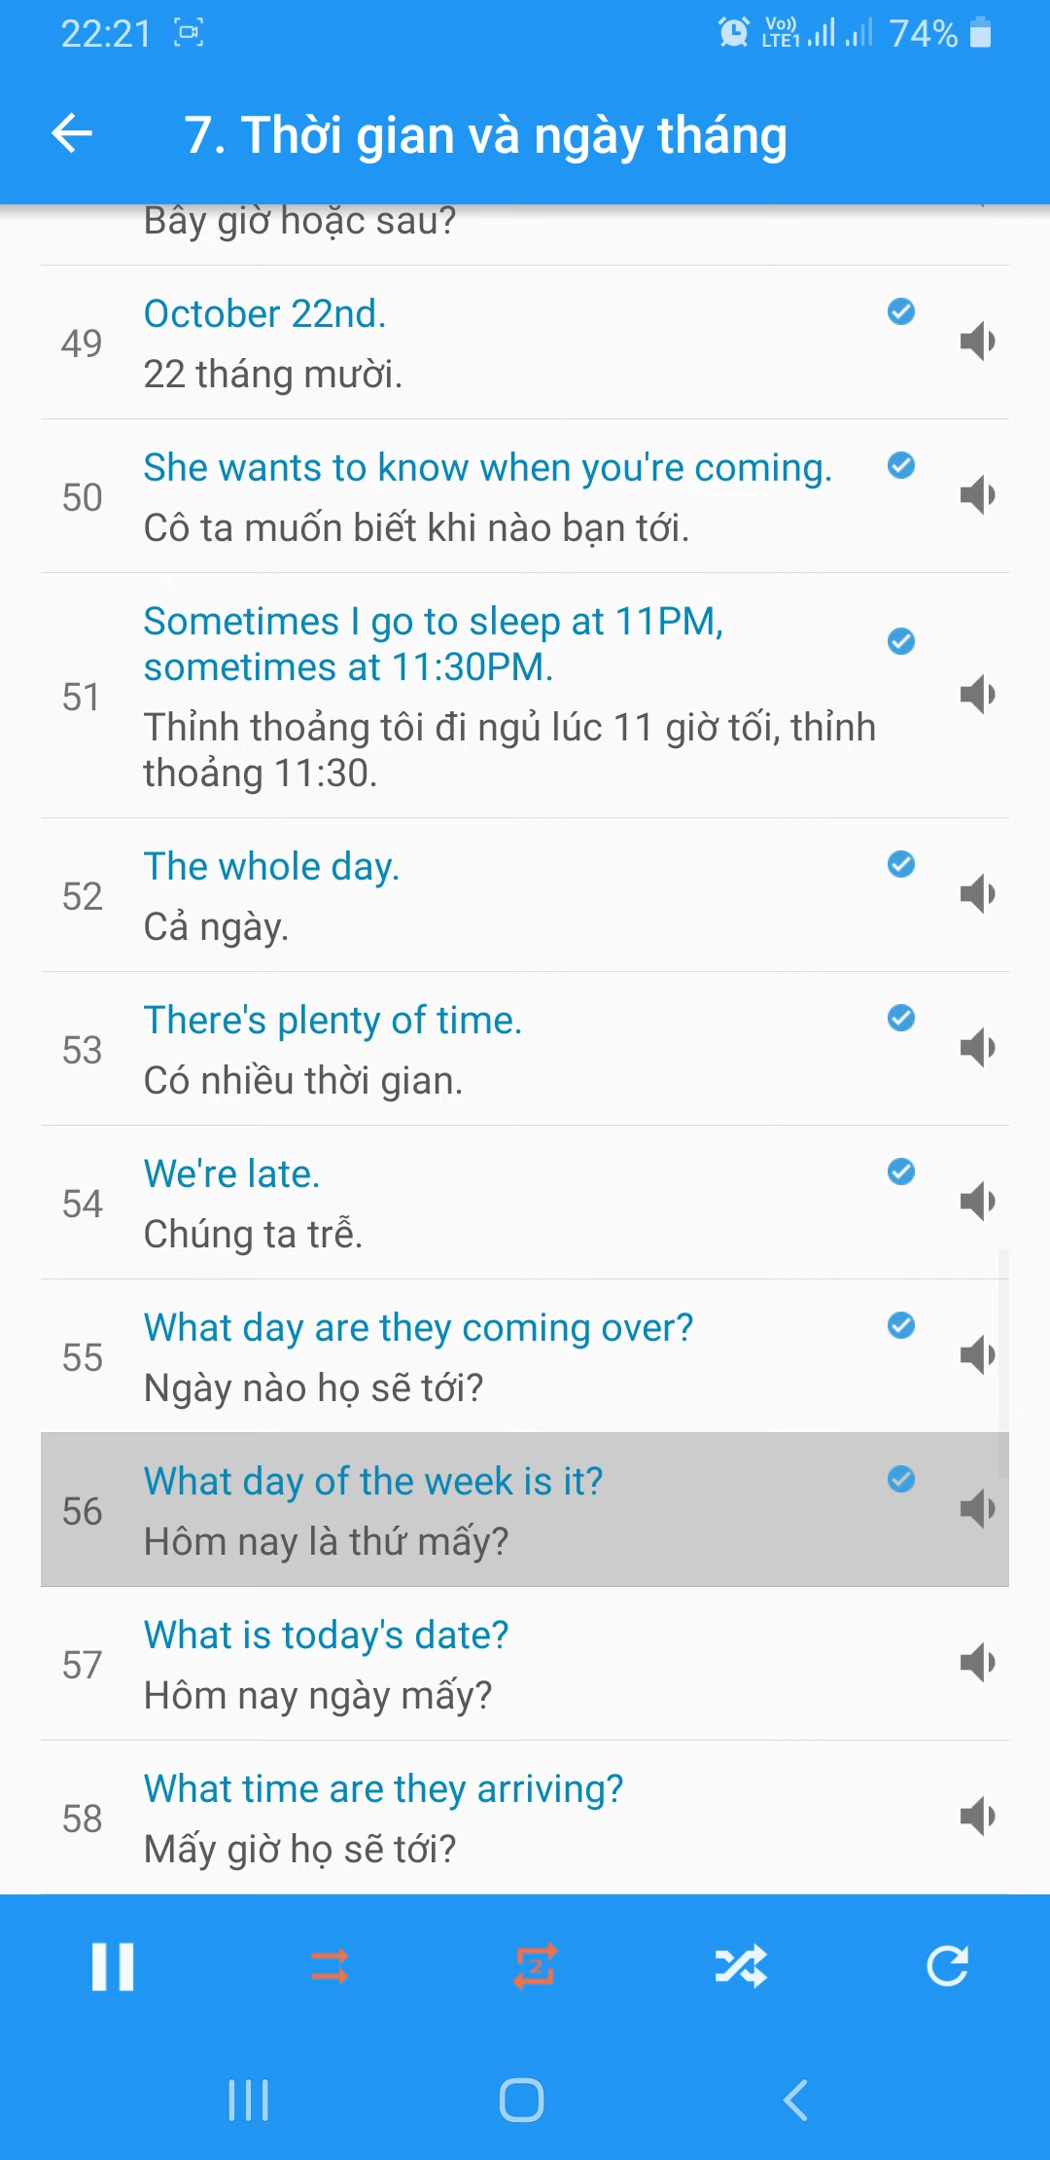 22:21 Vo)) LTE1 74%
7. Thời gian và ngày tháng
Bây giờ hoặc sau?
49
October 22nd.
22 tháng mười.
50
She wants to know when you're coming.
Cô ta muốn biết khi nào bạn tới.
51
Sometimes I go to sleep at 11PM,
sometimes at 11:30PM.
Thỉnh thoảng tôi đi ngủ lúc 11 giờ tối, thỉnh
thoảng 11:30.
52
The whole day.
Cả ngày.
53
There's plenty of time.
Có nhiều thời gian.
54
We're late.
Chúng ta trễ.
55
What day are they coming over?
Ngày nào họ sẽ tới?
56
What day of the week is it?
Hôm nay là thứ mấy?
57
What is today's date?
Hôm nay ngày mấy?
58
What time are they arriving?
Mấy giờ họ sẽ tới?
2